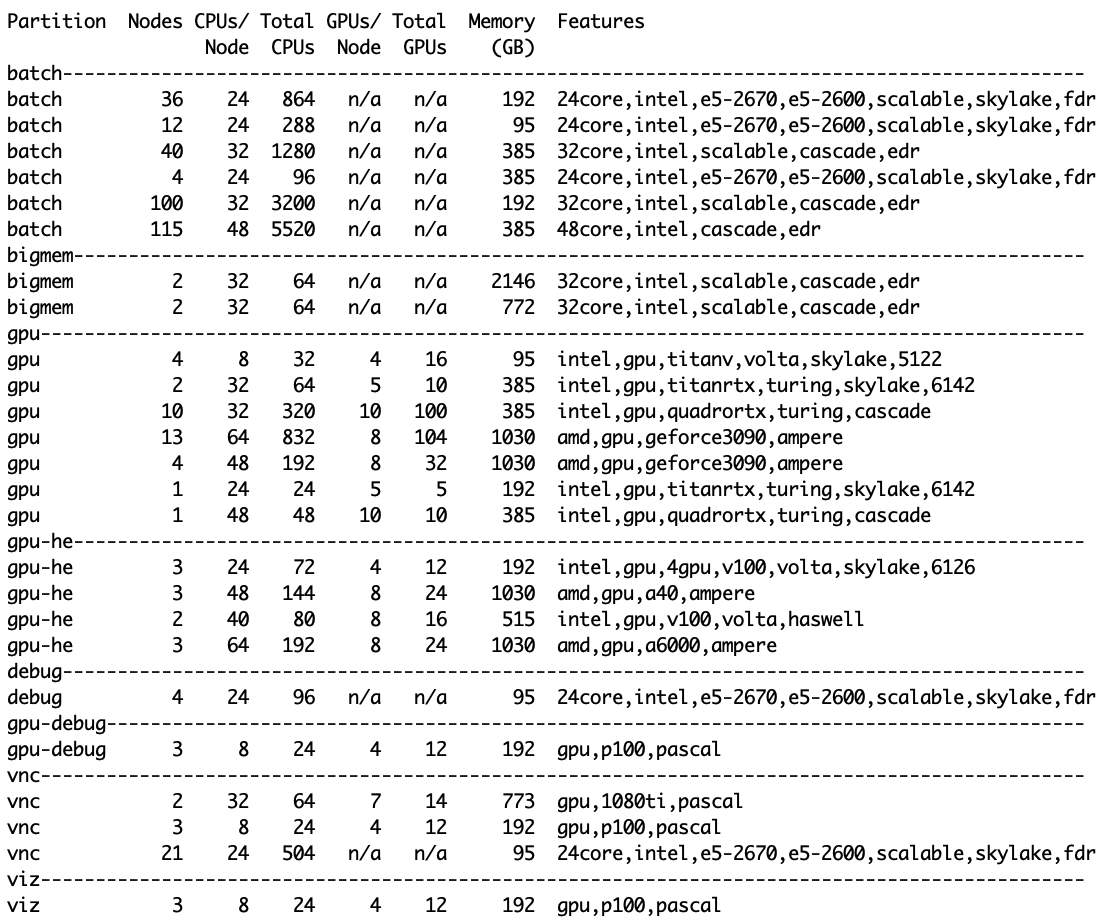 Partition  Nodes CPUs/ Total GPUs/ Total  Memory  Features
                  Node  CPUs  Node  GPUs    (GB)
batch---------------------------------------------------------------------------------------------
batch         36    24   864   n/a   n/a     192  24core,intel,e5-2670,e5-2600,scalable,skylake,fdr
batch         12    24   288   n/a   n/a      95  24core,intel,e5-2670,e5-2600,scalable,skylake,fdr
batch         40    32  1280   n/a   n/a     385  32core,intel,scalable,cascade,edr
batch          4    24    96   n/a   n/a     385  24core,intel,e5-2670,e5-2600,scalable,skylake,fdr
batch        100    32  3200   n/a   n/a     192  32core,intel,scalable,cascade,edr
batch        115    48  5520   n/a   n/a     385  48core,intel,cascade,edr
bigmem--------------------------------------------------------------------------------------------
bigmem         2    32    64   n/a   n/a    2146  32core,intel,scalable,cascade,edr
bigmem         2    32    64   n/a   n/a     772  32core,intel,scalable,cascade,edr
gpu-----------------------------------------------------------------------------------------------
gpu            4     8    32     4    16      95  intel,gpu,titanv,volta,skylake,5122
gpu            2    32    64     5    10     385  intel,gpu,titanrtx,turing,skylake,6142
gpu           10    32   320    10   100     385  intel,gpu,quadrortx,turing,cascade
gpu           13    64   832     8   104    1030  amd,gpu,geforce3090,ampere
gpu            4    48   192     8    32    1030  amd,gpu,geforce3090,ampere
gpu            1    24    24     5     5     192  intel,gpu,titanrtx,turing,skylake,6142
gpu            1    48    48    10    10     385  intel,gpu,quadrortx,turing,cascade
gpu-he--------------------------------------------------------------------------------------------
gpu-he         3    24    72     4    12     192  intel,gpu,4gpu,v100,volta,skylake,6126
gpu-he         3    48   144     8    24    1030  amd,gpu,a40,ampere
gpu-he         2    40    80     8    16     515  intel,gpu,v100,volta,haswell
gpu-he         3    64   192     8    24    1030  amd,gpu,a6000,ampere
debug---------------------------------------------------------------------------------------------
debug          4    24    96   n/a   n/a      95  24core,intel,e5-2670,e5-2600,scalable,skylake,fdr
gpu-debug-----------------------------------------------------------------------------------------
gpu-debug      3     8    24     4    12     192  gpu,p100,pascal
vnc-----------------------------------------------------------------------------------------------
vnc            2    32    64     7    14     773  gpu,1080ti,pascal
vnc            3     8    24     4    12     192  gpu,p100,pascal
vnc           21    24   504   n/a   n/a      95  24core,intel,e5-2670,e5-2600,scalable,skylake,fdr
viz-----------------------------------------------------------------------------------------------
viz            3     8    24     4    12     192  gpu,p100,pascal